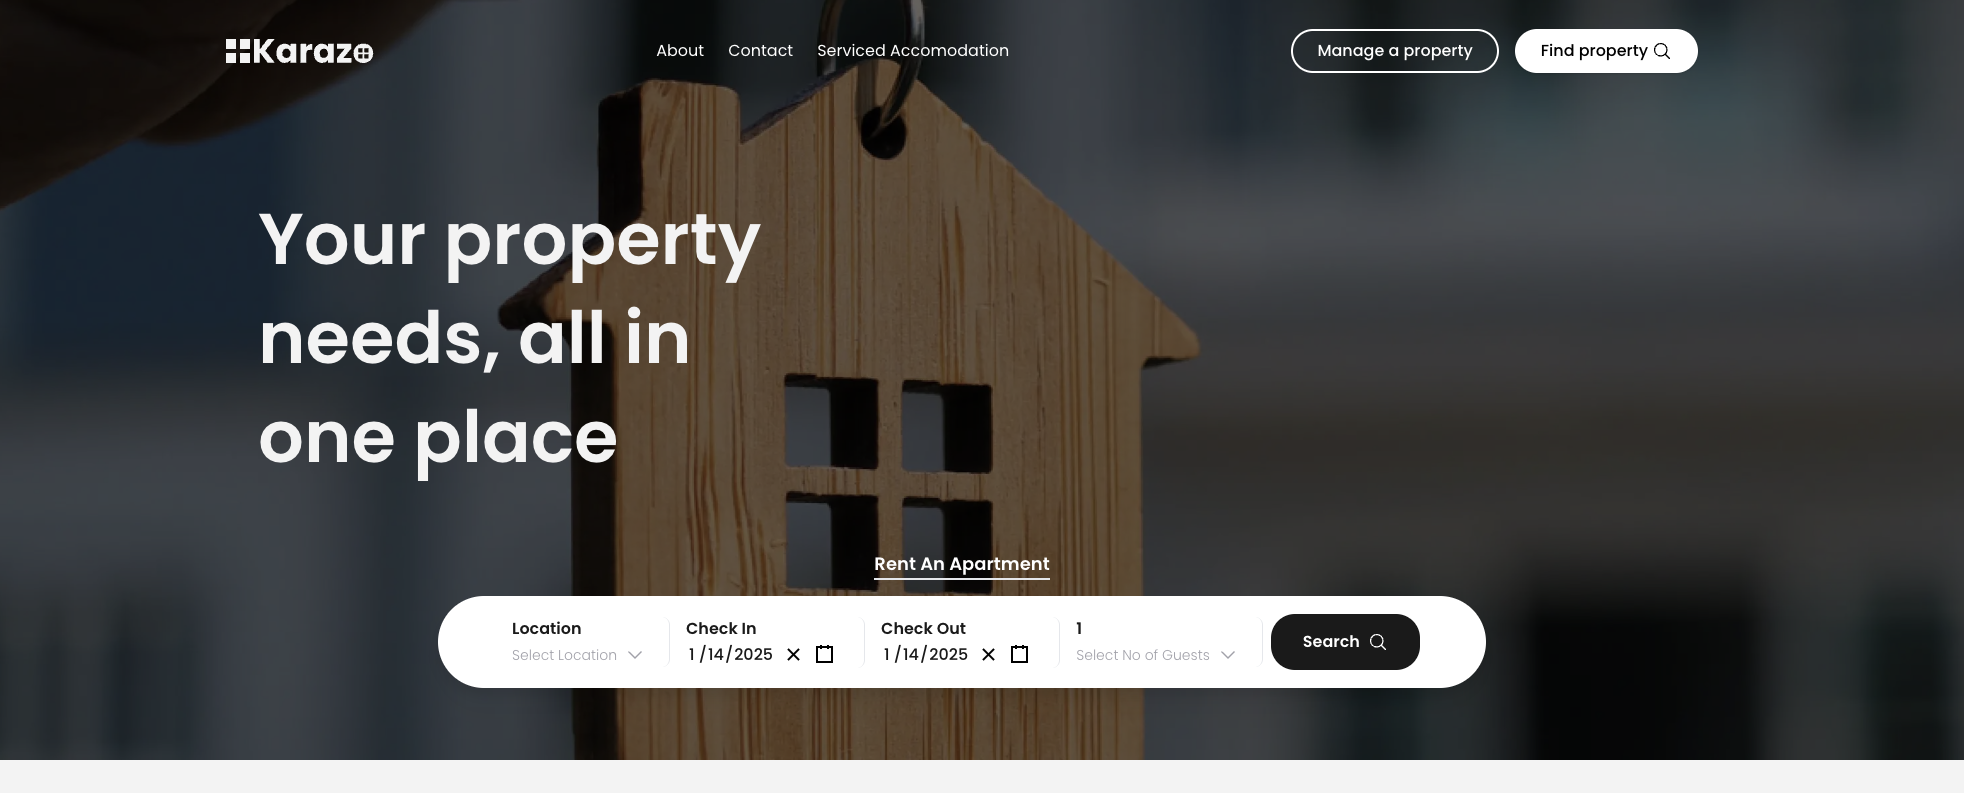 Karazo
About Contact Serviced Accomodation
Manage a property
Find property
Your property
needs, all in
one place
Rent An Apartment
Location
Select Location
Check In
1 /14/2025
Check Out
1 /14/2025
1
Select No of Guests
Search